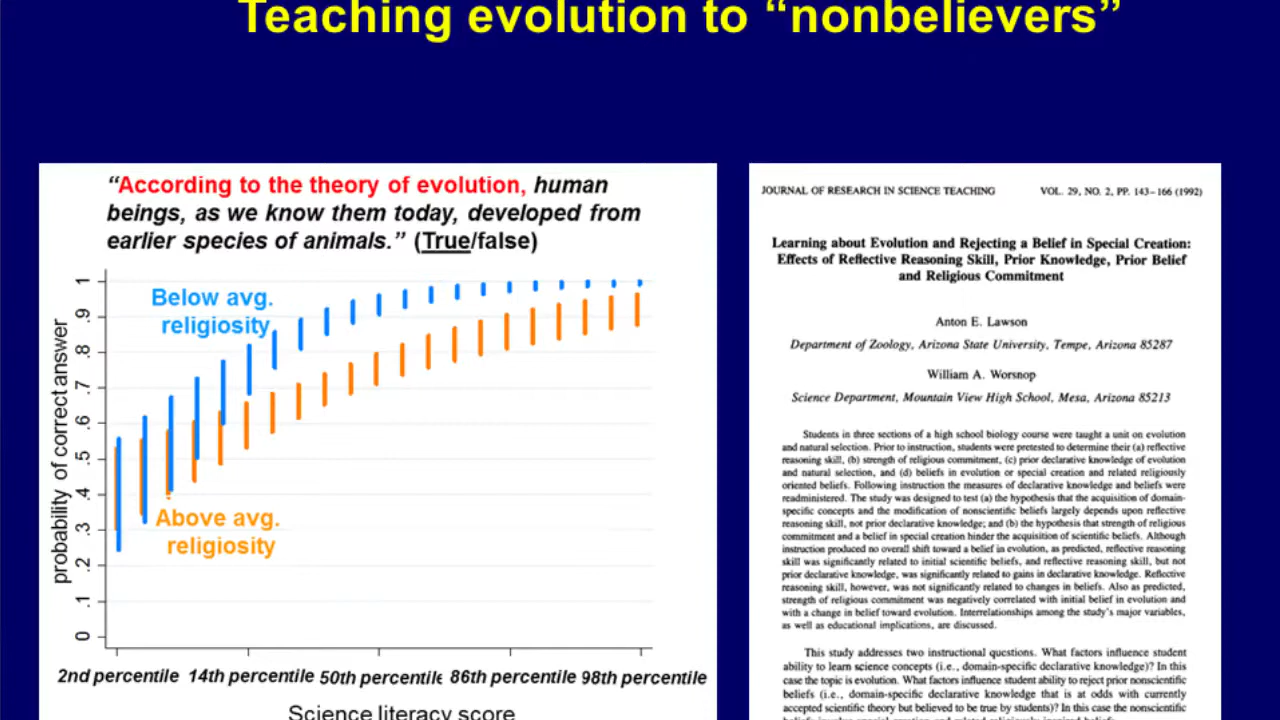 Teaching evolution to “nonbelievers”
“According to the theory of evolution, human
beings, as we know them today, developed from
earlier species of animals.” (True/false)
probability of correct answer
1
.9
.8
.7
.6
.5
.4
.3
.2
.1
0
Below avg.
religiosity
Above avg.
religiosity
2nd percentile 14th percentile 50th percentile 86th percentile 98th percentile
Science literacy score
JOURNAL OF RESEARCH IN SCIENCE TEACHING VOL. 29, NO. 2, PP. 143–166 (1992)
Learning about Evolution and Rejecting a Belief in Special Creation:
Effects of Reflective Reasoning Skill, Prior Knowledge, Prior Belief
and Religious Commitment
Anton E. Lawson
Department of Zoology, Arizona State University, Tempe, Arizona 85287
William A. Worsnop
Science Department, Mountain View High School, Mesa, Arizona 85213
Students in three sections of a high school biology course were taught a unit on evolution
and natural selection. Prior to instruction, students were pretested to determine their (a) reflective
reasoning skill, (b) strength of religious commitment, (c) prior declarative knowledge of evolution
and natural selection, and (d) beliefs in evolution or special creation and related religiously
oriented beliefs. Following instruction the measures of declarative knowledge and beliefs were
readministered. The study was designed to test (a) the hypothesis that the acquisition of domain-
specific concepts and the modification of nonscientific beliefs largely depends upon reflective
reasoning skill, not prior declarative knowledge; and (b) the hypothesis that strength of religious
commitment and a belief in special creation hinder the acquisition of scientific beliefs. Although
instruction produced no overall shift toward a belief in evolution, as predicted, reflective reasoning
skill was significantly related to initial scientific beliefs, and reflective reasoning skill, but not
prior declarative knowledge, was significantly related to gains in declarative knowledge. Reflective
reasoning skill, however, was not significantly related to changes in beliefs. Also as predicted,
strength of religious commitment was negatively correlated with initial belief in evolution and
with a change in belief toward evolution. Interrelationships among the study’s major variables,
as well as educational implications, are discussed.
This study addresses two instructional questions. What factors influence student
ability to learn science concepts (i.e., domain-specific declarative knowledge)? In this
case the topic is evolution. What factors influence student ability to reject prior nonscientific
beliefs (i.e., domain-specific declarative knowledge that is at odds with currently
accepted scientific theory but believed to be true by students)? In this case the nonscientific